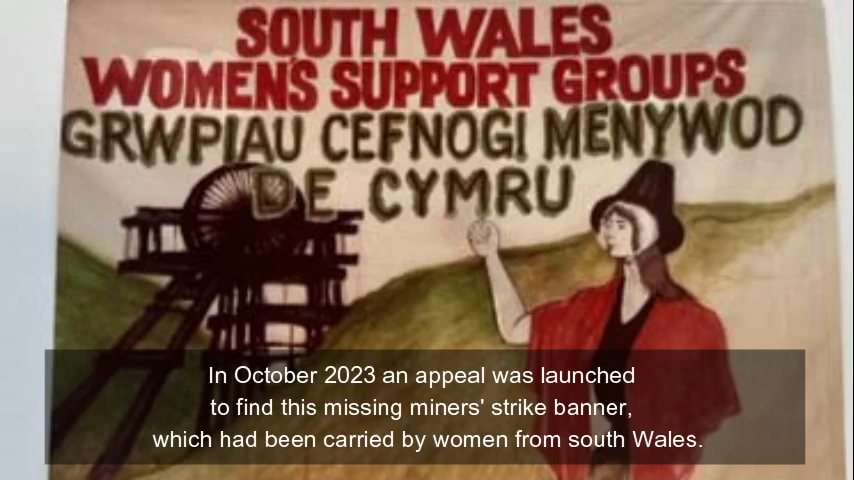 SOUTH WALES
WOMEN'S SUPPORT GROUPS
GRWPIAU CEFNOGI MENYWOD
DE CYMRU
In October 2023 an appeal was launched
to find this missing miners' strike banner,
which had been carried by women from south Wales.